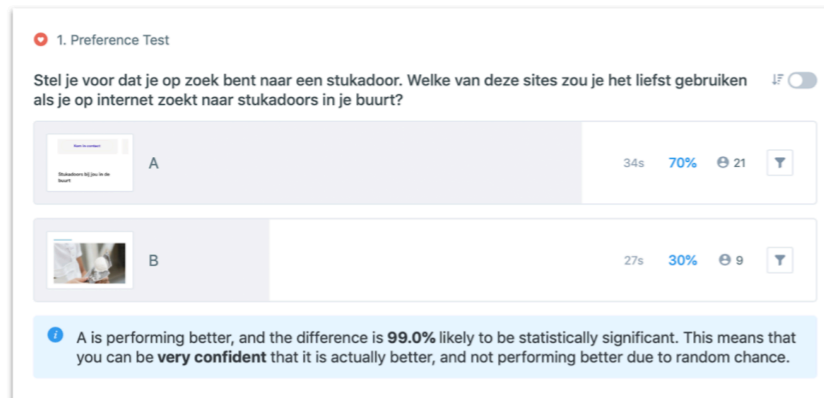 1. Preference Test
Stel je voor dat je op zoek bent naar een stukadoor. Welke van deze sites zou je het liefst gebruiken
als je op internet zoekt naar stukadoors in je buurt?
Stukadoors bij jou in de
buurt
A
34s
70%
21
B
27s
30%
9
A is performing better, and the difference is 99.0% likely to be statistically significant. This means that
you can be very confident that it is actually better, and not performing better due to random chance.